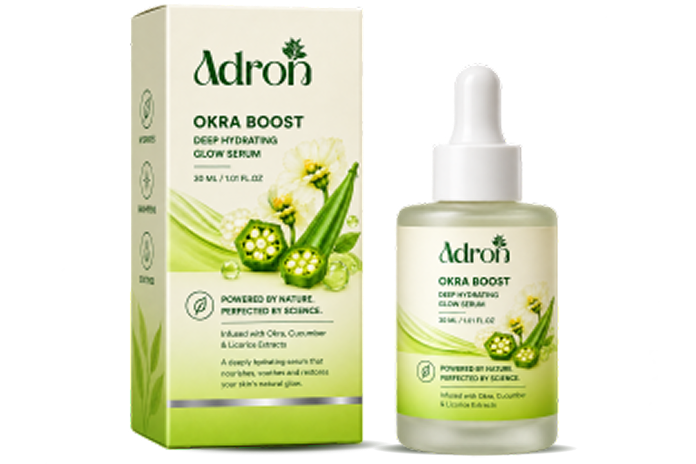 Adron
OKRA BOOST
DEEP HYDRATING
GLOW SERUM
30 ML / 1.01 FL.OZ
POWERED BY NATURE.
PERFECTED BY SCIENCE.
Infused with Okra, Cucumber
& Licorice Extracts
A deeply hydrating serum that
nourishes, soothes and restores
your skin's natural glow.
Adron
OKRA BOOST
DEEP HYDRATING
GLOW SERUM
30 ML / 1.01 FL.OZ
POWERED BY NATURE.
PERFECTED BY SCIENCE.
Infused with Okra, Cucumber
& Licorice Extracts